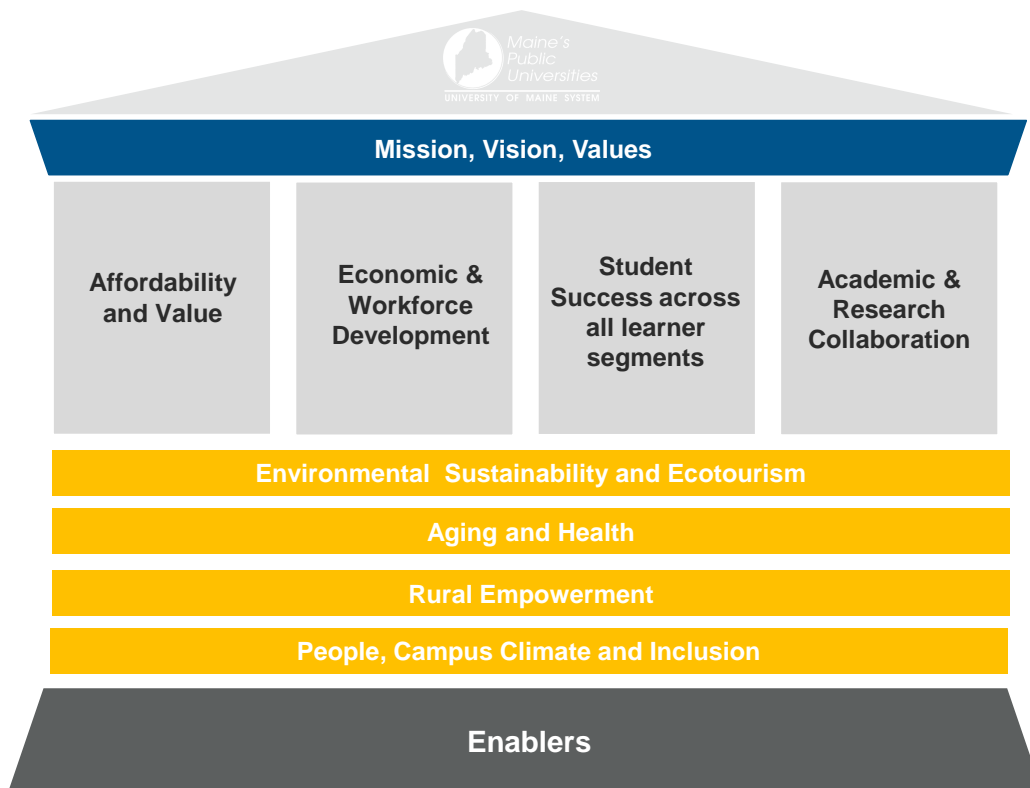 Maine's
Public
Universities
UNIVERSITY OF MAINE SYSTEM
Mission, Vision, Values
Affordability
and Value
Economic &
Workforce
Development
Student
Success across
all learner
segments
Academic &
Research
Collaboration
Environmental Sustainability and Ecotourism
Aging and Health
Rural Empowerment
People, Campus Climate and Inclusion
Enablers